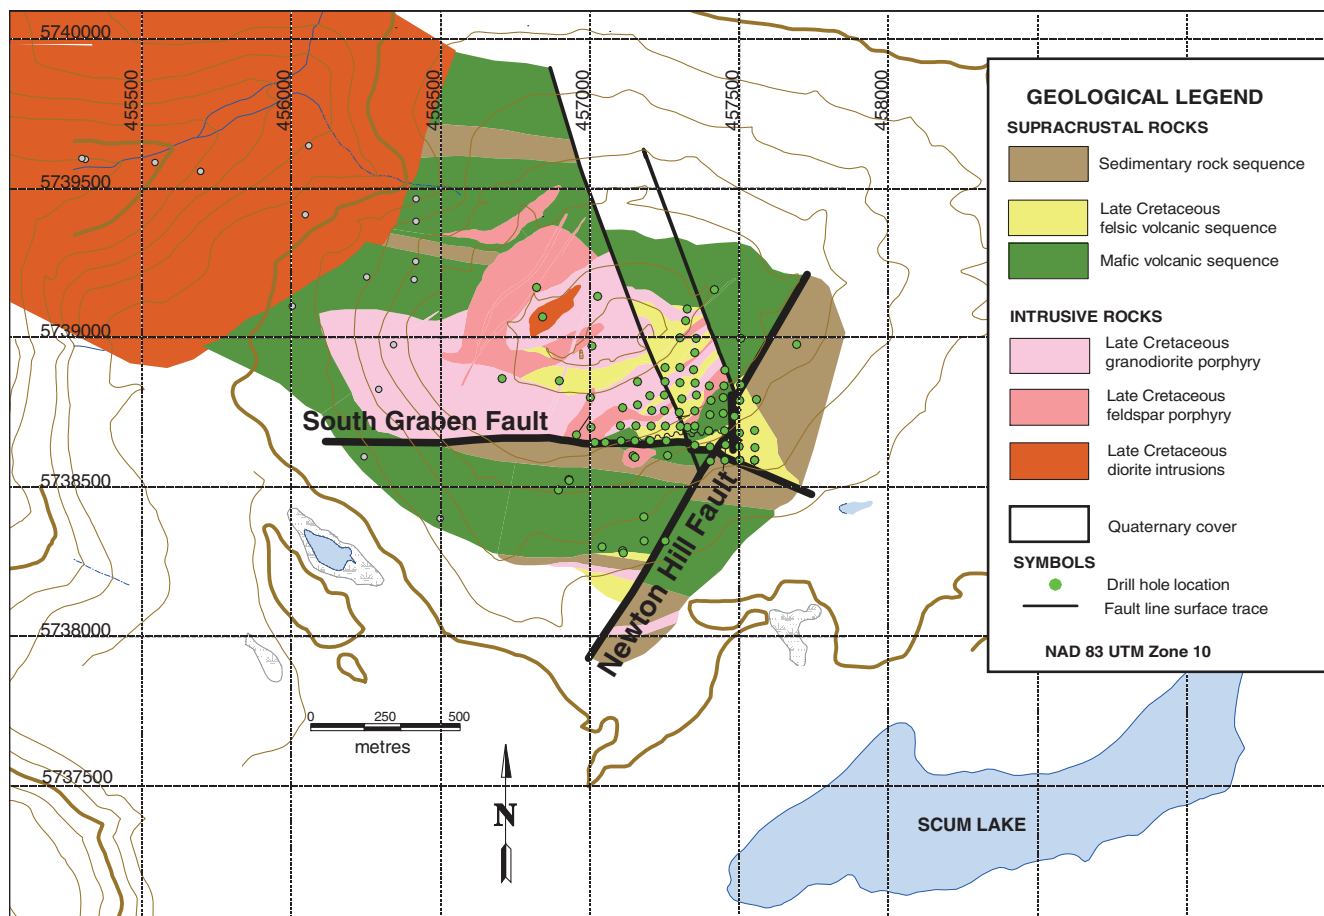 5740000
455500
456000
456500
457000
457500
458000
5739500
5739000
5738500
5738000
5737500
South Graben Fault
Newton Hill Fault
0 250 500
metres
N
SCUM LAKE
GEOLOGICAL LEGEND
SUPRACRUSTAL ROCKS
Sedimentary rock sequence
Late Cretaceous
felsic volcanic sequence
Mafic volcanic sequence
INTRUSIVE ROCKS
Late Cretaceous
granodiorite porphyry
Late Cretaceous
feldspar porphyry
Late Cretaceous
diorite intrusions
Quaternary cover
SYMBOLS
Drill hole location
Fault line surface trace
NAD 83 UTM Zone 10